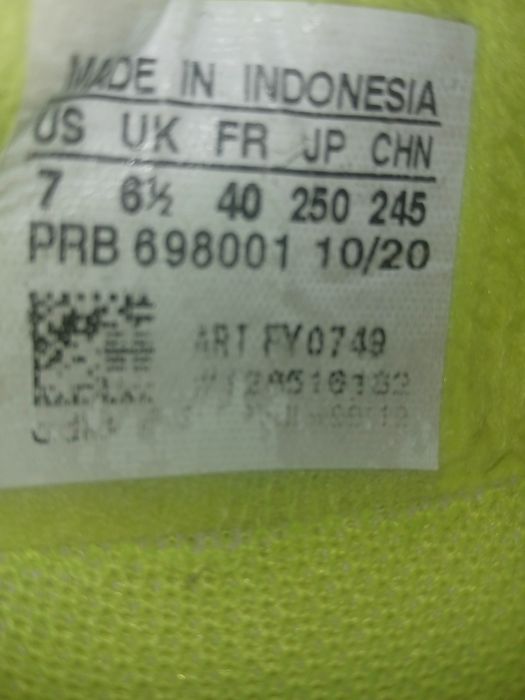 MADE IN INDONESIA
US UK FR JP CHN
7 6½ 40 250 245
PRB 698001 10/20
ART FY0749